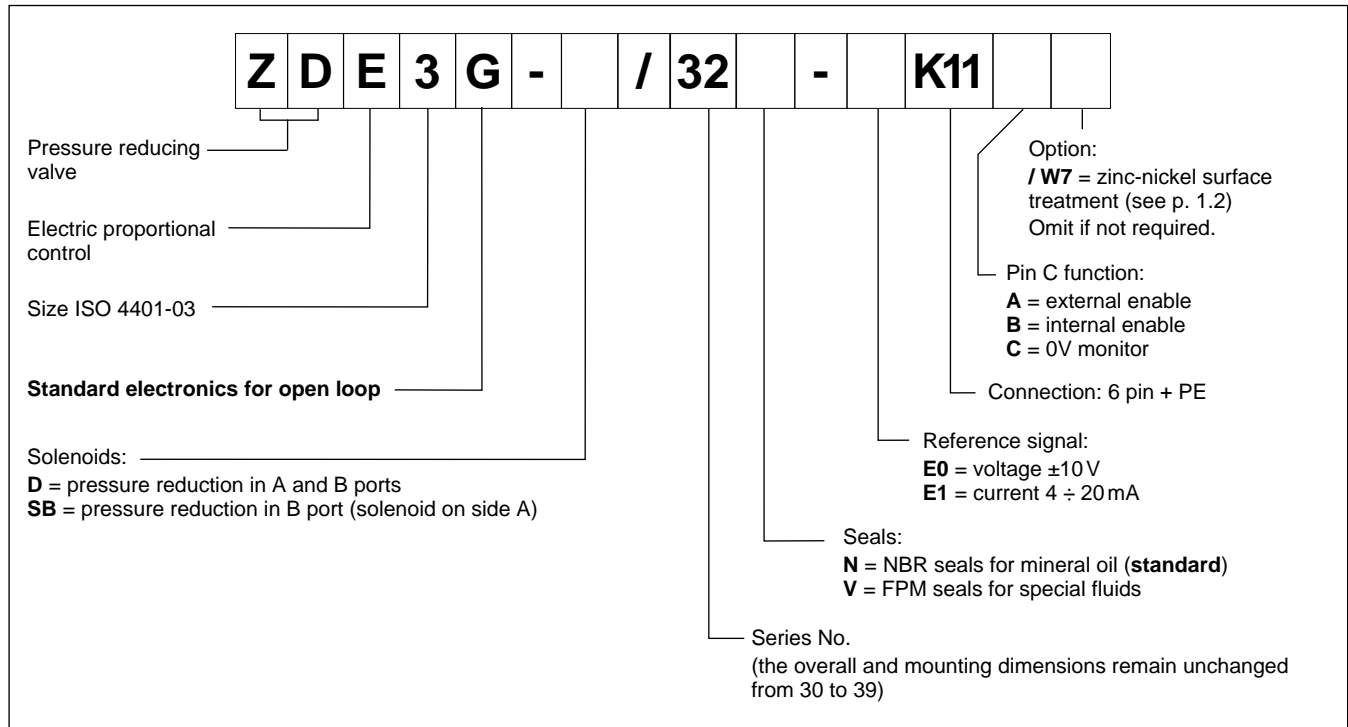 Z D E 3 G - / 32 - K11
Pressure reducing
valve
Electric proportional
control
Size ISO 4401-03
Standard electronics for open loop
Solenoids:
D = pressure reduction in A and B ports
SB = pressure reduction in B port (solenoid on side A)
Option:
/ W7 = zinc-nickel surface
treatment (see p. 1.2)
Omit if not required.
Pin C function:
A = external enable
B = internal enable
C = 0V monitor
Connection: 6 pin + PE
Reference signal:
E0 = voltage ±10 V
E1 = current 4 ÷ 20 mA
Seals:
N = NBR seals for mineral oil (standard)
V = FPM seals for special fluids
Series No.
(the overall and mounting dimensions remain unchanged
from 30 to 39)